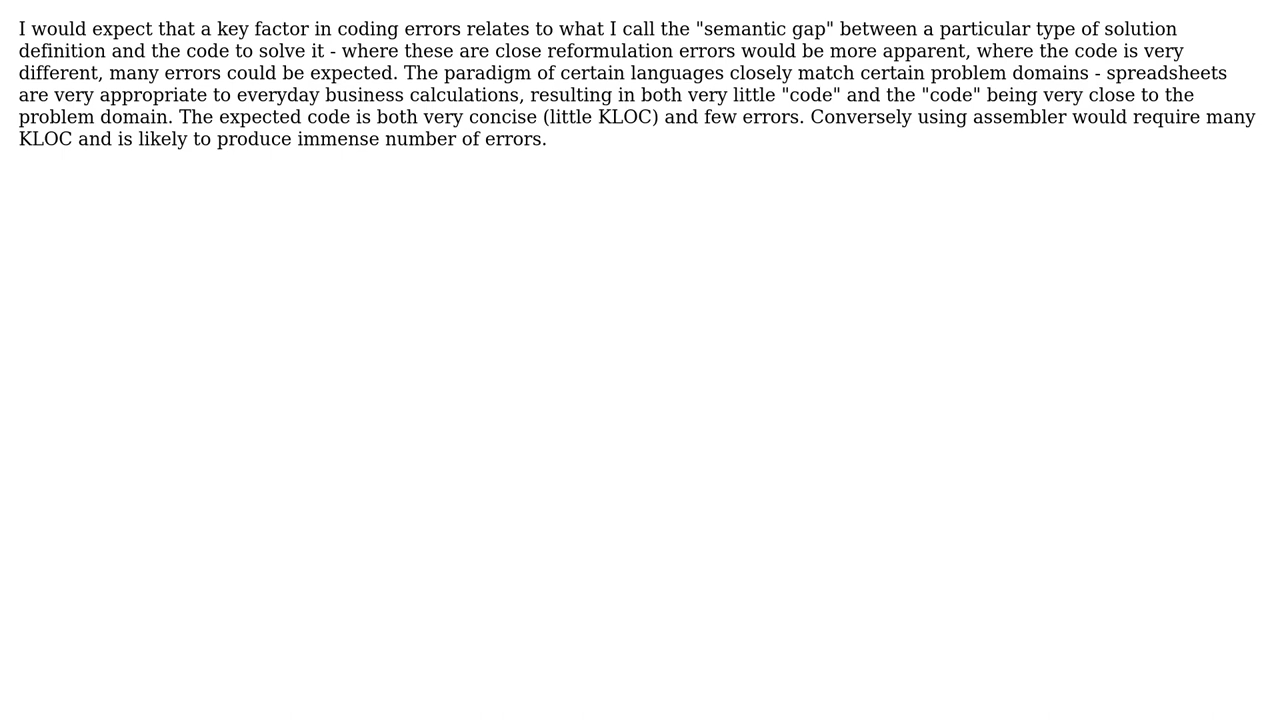 I would expect that a key factor in coding errors relates to what I call the "semantic gap" between a particular type of solution
definition and the code to solve it - where these are close reformulation errors would be more apparent, where the code is very
different, many errors could be expected. The paradigm of certain languages closely match certain problem domains - spreadsheets
are very appropriate to everyday business calculations, resulting in both very little "code" and the "code" being very close to the
problem domain. The expected code is both very concise (little KLOC) and few errors. Conversely using assembler would require many
KLOC and is likely to produce immense number of errors.